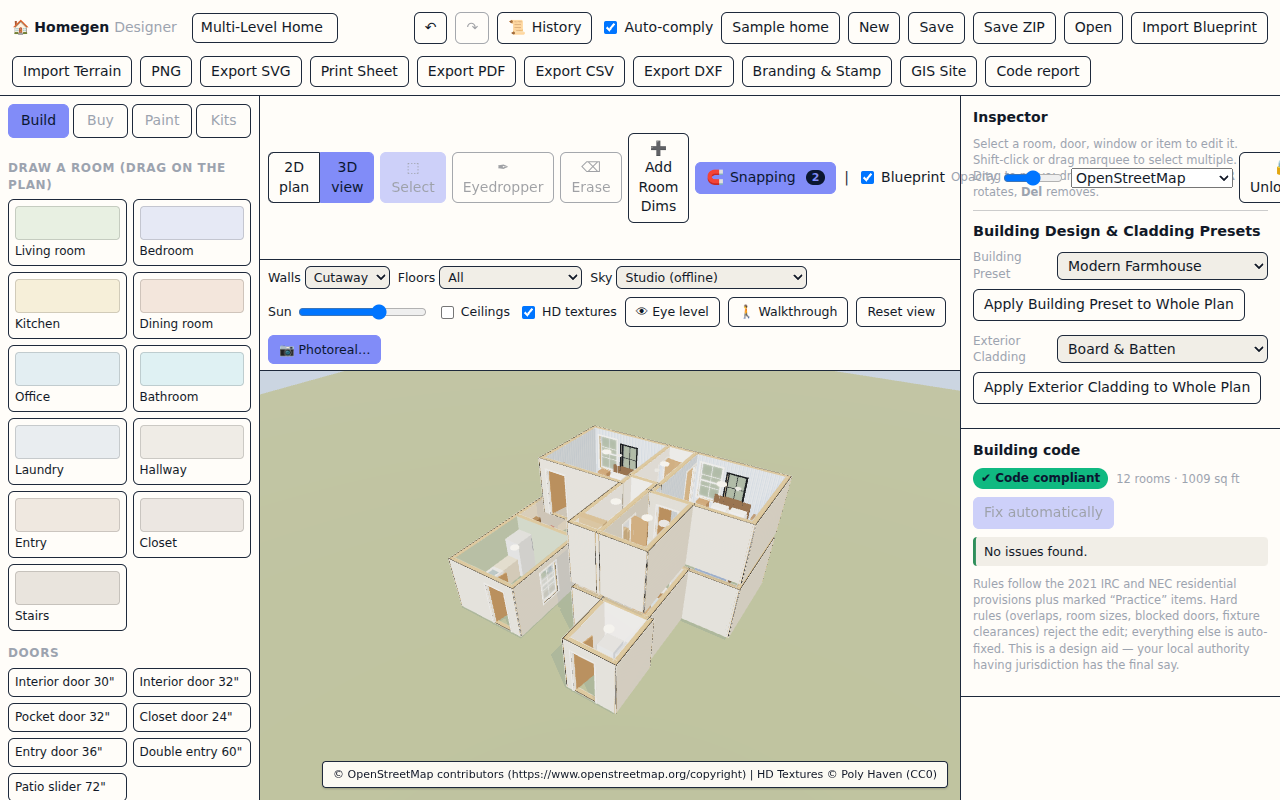 🏠 Homegen Designer Multi-Level Home ↶ ↷ 📜 History Auto-comply Sample home New Save Save ZIP Open Import Blueprint
Import Terrain PNG Export SVG Print Sheet Export PDF Export CSV Export DXF Branding & Stamp GIS Site Code report
Build Buy Paint Kits
DRAW A ROOM (DRAG ON THE
PLAN)
Living room Bedroom
Kitchen Dining room
Office Bathroom
Laundry Hallway
Entry Closet
Stairs
DOORS
Interior door 30" Interior door 32"
Pocket door 32" Closet door 24"
Entry door 36" Double entry 60"
Patio slider 72"
2D
plan
3D
view
⬚
Select
✒
Eyedropper
⌫
Erase
➕
Add
Room
Dims
🧲 Snapping 2 | Blueprint OpenStreetMap
Walls Cutaway Floors All Sky Studio (offline)
Sun Ceilings HD textures 👁 Eye level 🚶 Walkthrough Reset view
📷 Photoreal...
© OpenStreetMap contributors (https://www.openstreetmap.org/copyright) | HD Textures © Poly Haven (CC0)
Inspector
Select a room, door, window or item to edit it.
Shift-click or drag marquee to select multiple.
rotates, Del removes.
Building Design & Cladding Presets
Building
Preset
Modern Farmhouse
Apply Building Preset to Whole Plan
Exterior
Cladding
Board & Batten
Apply Exterior Cladding to Whole Plan
Building code
✔ Code compliant 12 rooms · 1009 sq ft
Fix automatically
No issues found.
Rules follow the 2021 IRC and NEC residential
provisions plus marked “Practice” items. Hard
rules (overlaps, room sizes, blocked doors, fixture
clearances) reject the edit; everything else is auto-
fixed. This is a design aid — your local authority
having jurisdiction has the final say.